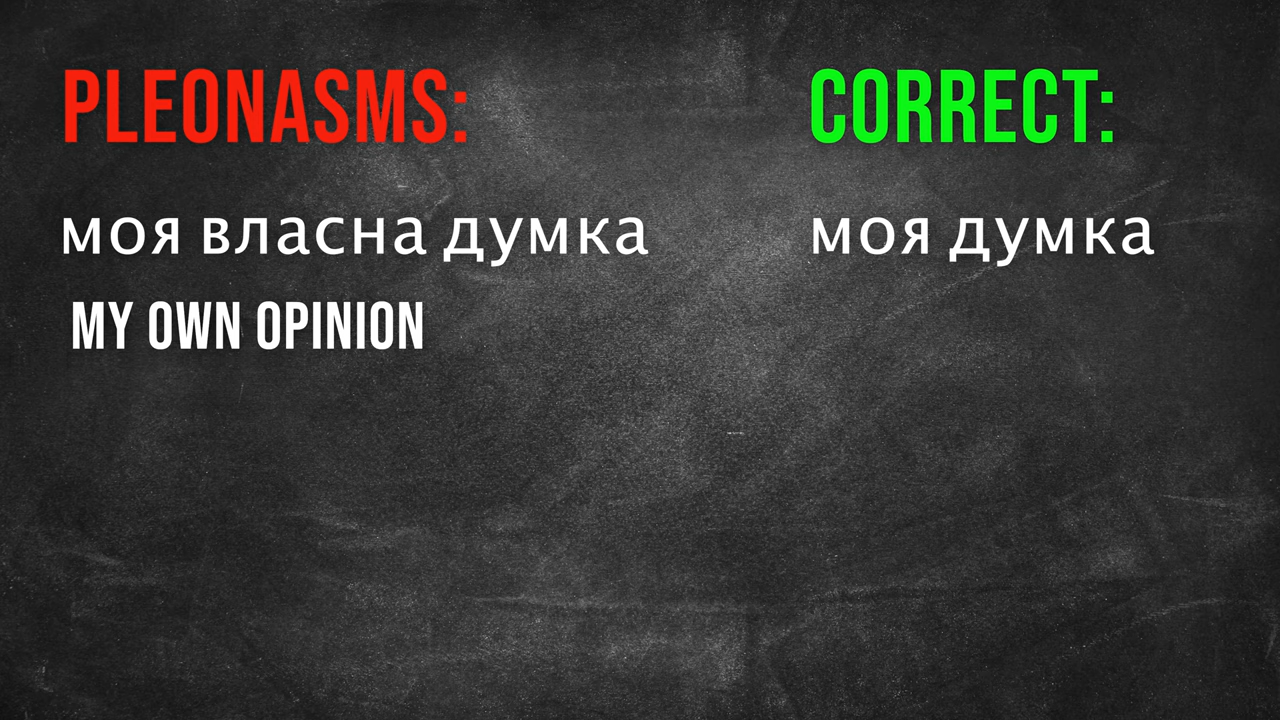 PLEONASMS:
CORRECT:
моя власна думка
моя думка
MY OWN OPINION